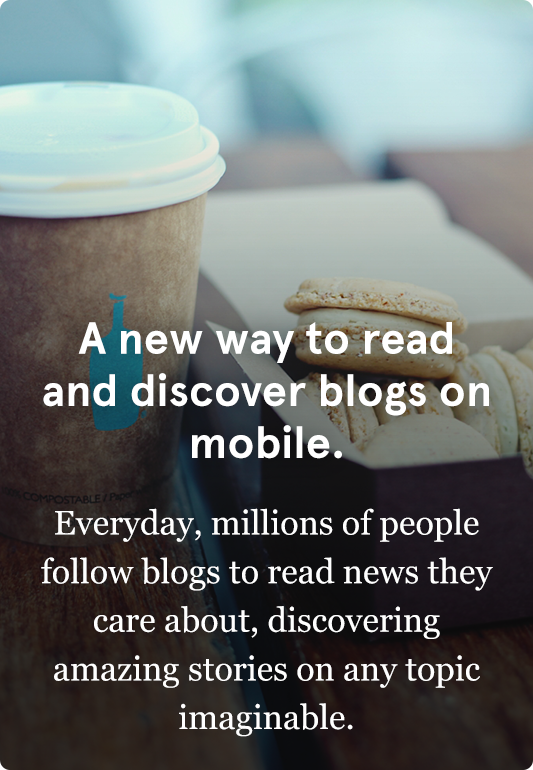 A new way to read
and discover blogs on
mobile.
COMPOSTABLE
Everyday, millions of people
follow blogs to read news they
care about, discovering
amazing stories on any topic
imaginable.